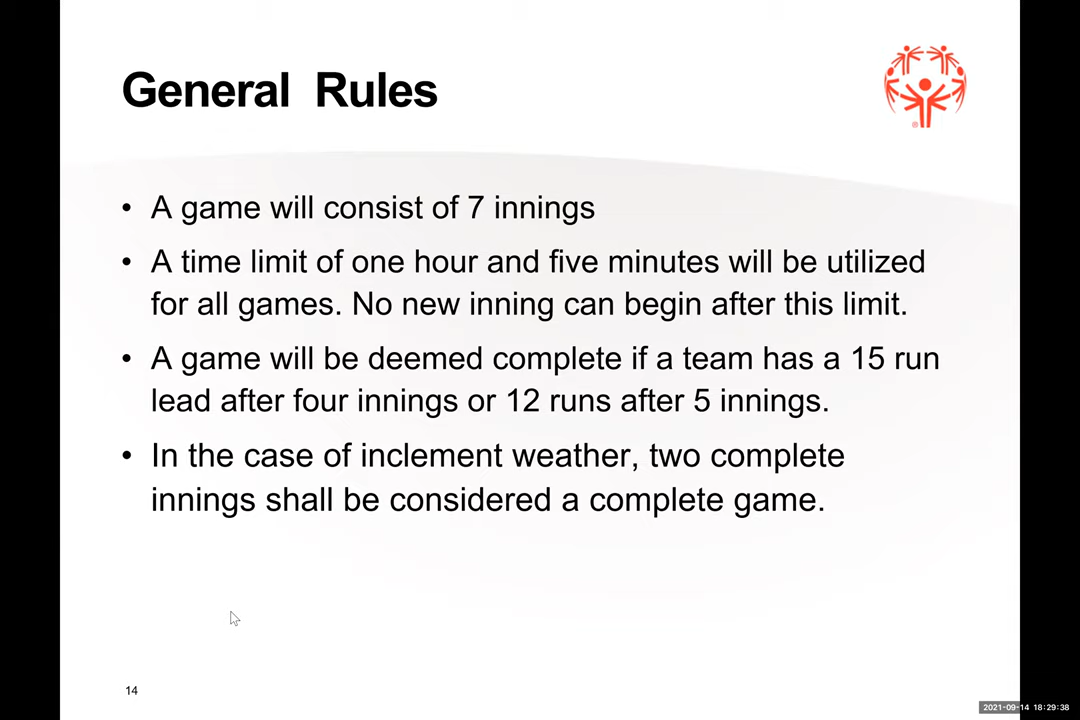 General Rules
• A game will consist of 7 innings
• A time limit of one hour and five minutes will be utilized
for all games. No new inning can begin after this limit.
• A game will be deemed complete if a team has a 15 run
lead after four innings or 12 runs after 5 innings.
• In the case of inclement weather, two complete
innings shall be considered a complete game.
14
2021-09-14 18:29:38
®